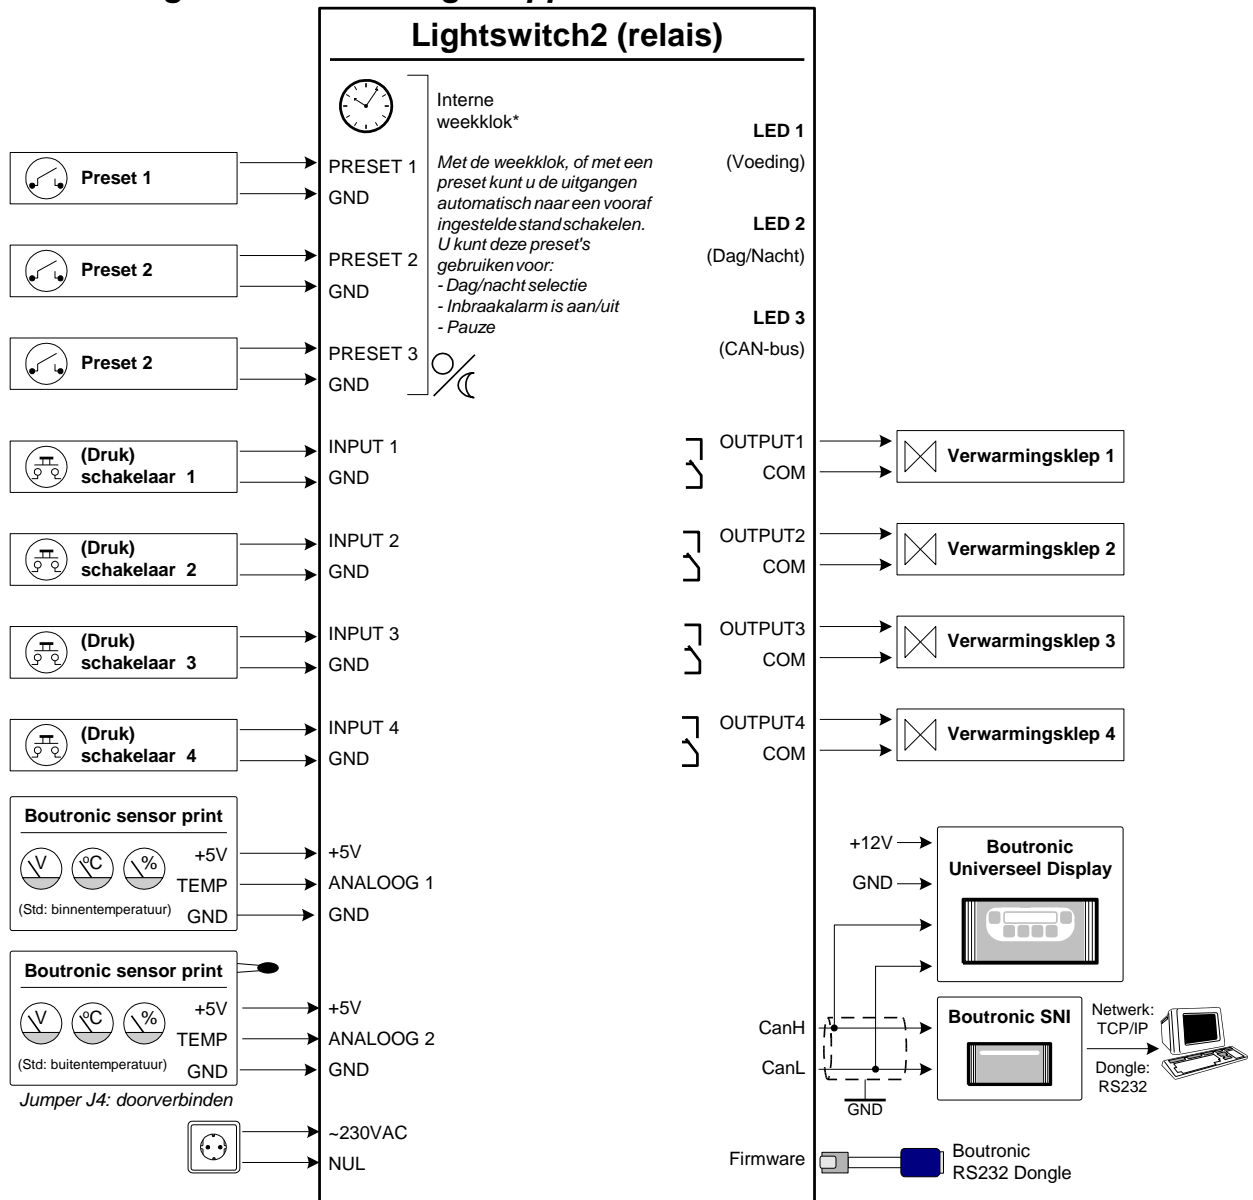 Lightswitch2 (relais)
Interne
weekklok*
Met de weekklok, of met een
preset kunt u de uitgangen
automatisch naar een vooraf
ingestelde stand schakelen.
U kunt deze preset's
gebruiken voor:
- Dag/nacht selectie
- Inbraakalarm is aan/uit
- Pauze
LED 1
(Voeding)
LED 2
(Dag/Nacht)
LED 3
(CAN-bus)
Preset 1
PRESET 1
GND
Preset 2
PRESET 2
GND
Preset 2
PRESET 3
GND
(Druk)
schakelaar 1
INPUT 1
GND
(Druk)
schakelaar 2
INPUT 2
GND
(Druk)
schakelaar 3
INPUT 3
GND
(Druk)
schakelaar 4
INPUT 4
GND
OUTPUT1
COM
Verwarmingsklep 1
OUTPUT2
COM
Verwarmingsklep 2
OUTPUT3
COM
Verwarmingsklep 3
OUTPUT4
COM
Verwarmingsklep 4
Boutronic sensor print
V
ºC
%
+5V
TEMP
(Std: binnentemperatuur)
GND
+5V
ANALOOG 1
GND
Boutronic sensor print
V
ºC
%
+5V
TEMP
(Std: buitentemperatuur)
GND
+5V
ANALOOG 2
GND
Jumper J4: doorverbinden
~230VAC
NUL
+12V
GND
Boutronic
Universeel Display
CanH
CanL
GND
Boutronic SNI
Netwerk:
TCP/IP
Dongle:
RS232
Firmware
Boutronic
RS232 Dongle